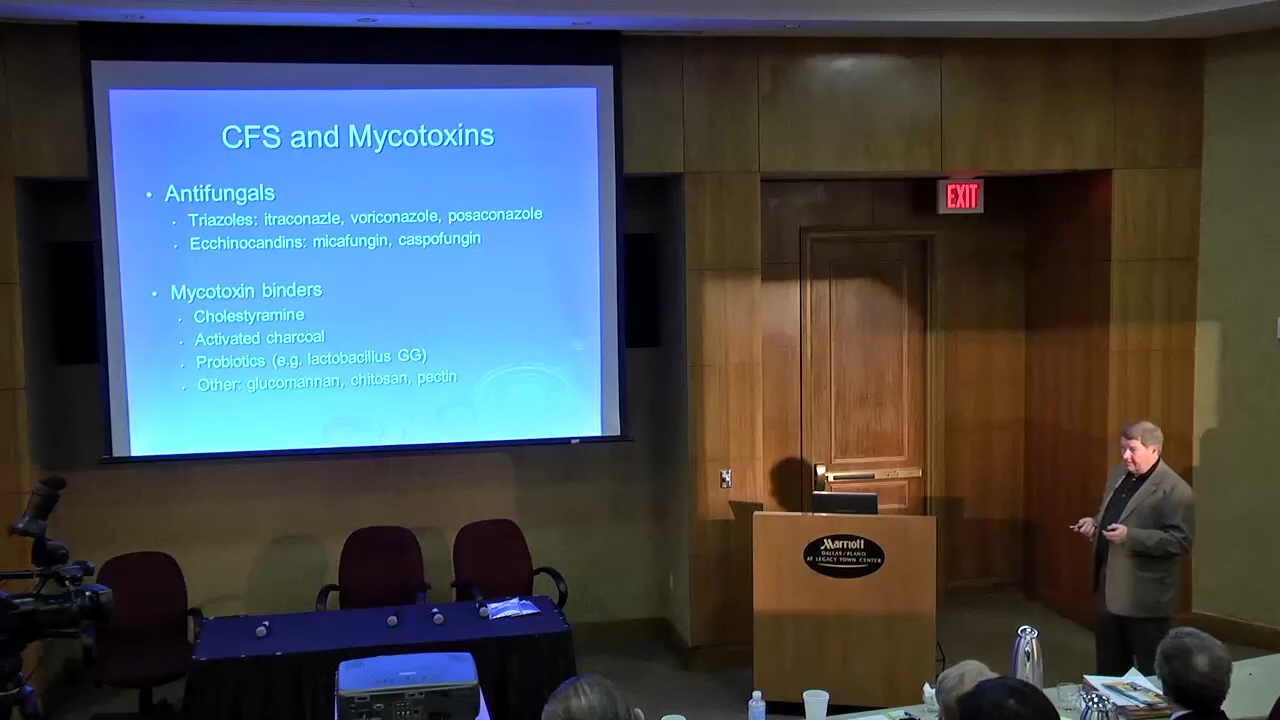 CFS and Mycotoxins
• Antifungals
• Triazoles: itraconazle, voriconazole, posaconazole
• Ecchinocandins: micafungin, caspofungin
• Mycotoxin binders
• Cholestyramine
• Activated charcoal
• Probiotics (e.g. lactobacillus GG)
• Other: glucomannan, chitosan, pectin
EXIT
Marriott
DALLAS/PLANO
AT LEGACY TOWN CENTER